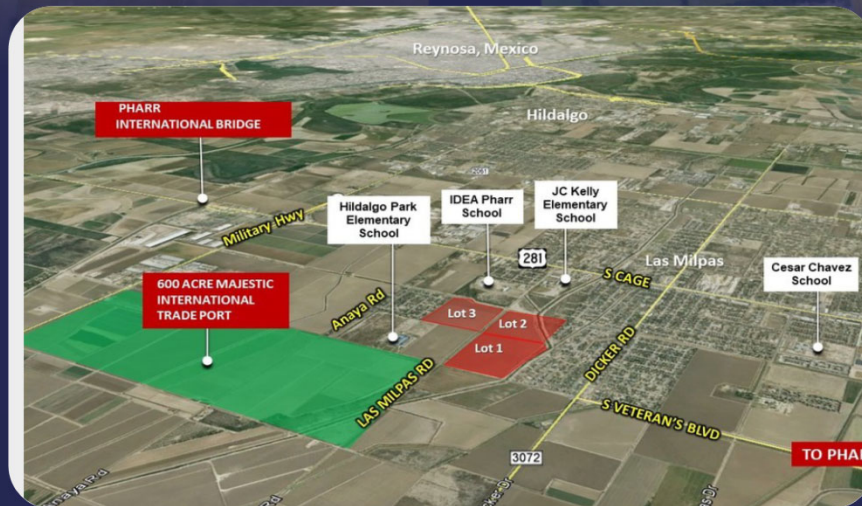 Reynosa, Mexico
Hildalgo
PHARR
INTERNATIONAL BRIDGE
281
Military Hwy
Hildalgo Park
Elementary
School
IDEA Pharr
School
JC Kelly
Elementary
School
281
S CAGE
Las Milpas
Cesar Chavez
School
600 ACRE MAJESTIC
INTERNATIONAL
TRADE PORT
Anaya Rd
Lot 3
Lot 2
Lot 1
LAS MILPAS RD
DICKER RD
S VETERAN'S BLVD
3072
TO PHAR
Rd